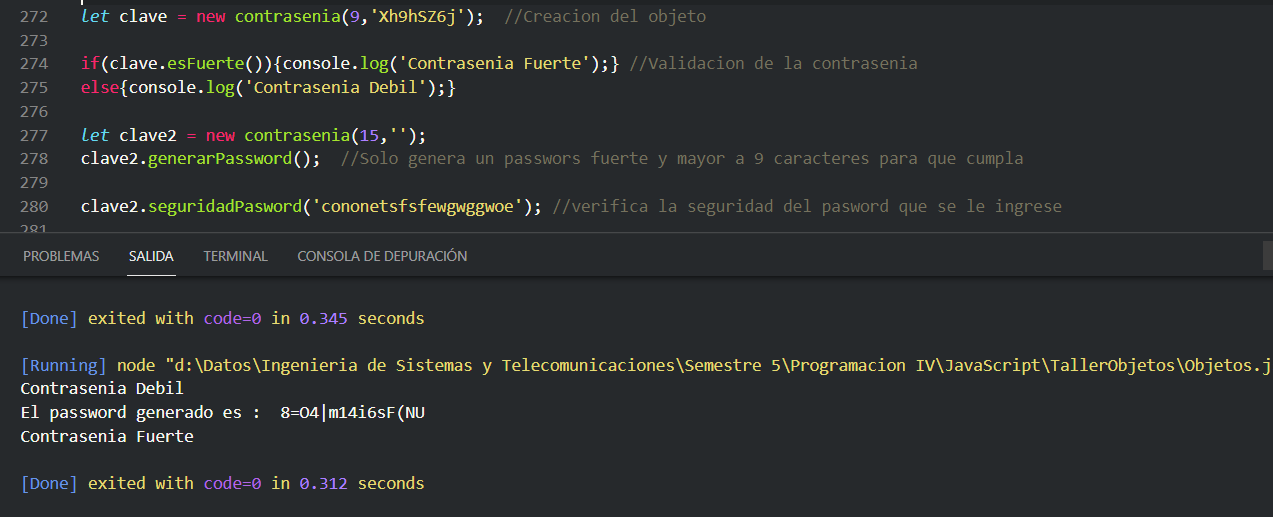 272 let clave = new contrasenia(9,'Xh9hSZ6j'); //Creacion del objeto
273
274 if(clave.esFuerte()){console.log('Contrasenia Fuerte');} //Validacion de la contrasenia
275 else{console.log('Contrasenia Debil');}
276
277 let clave2 = new contrasenia(15,'');
278 clave2.generarPassword(); //Solo genera un passwors fuerte y mayor a 9 caracteres para que cumpla
279
280 clave2.seguridadPasword('cononetsfsfewgwggwoe'); //verifica la seguridad del pasword que se le ingrese
281
PROBLEMAS SALIDA TERMINAL CONSOLA DE DEPURACIÓN
[Done] exited with code=0 in 0.345 seconds
[Running] node "d:\Datos\Ingenieria de Sistemas y Telecomunicaciones\Semestre 5\Programacion IV\JavaScript\TallerObjetos\Objetos.j
Contrasenia Debil
El password generado es : 8=O4|m14i6sF(NU
Contrasenia Fuerte
[Done] exited with code=0 in 0.312 seconds